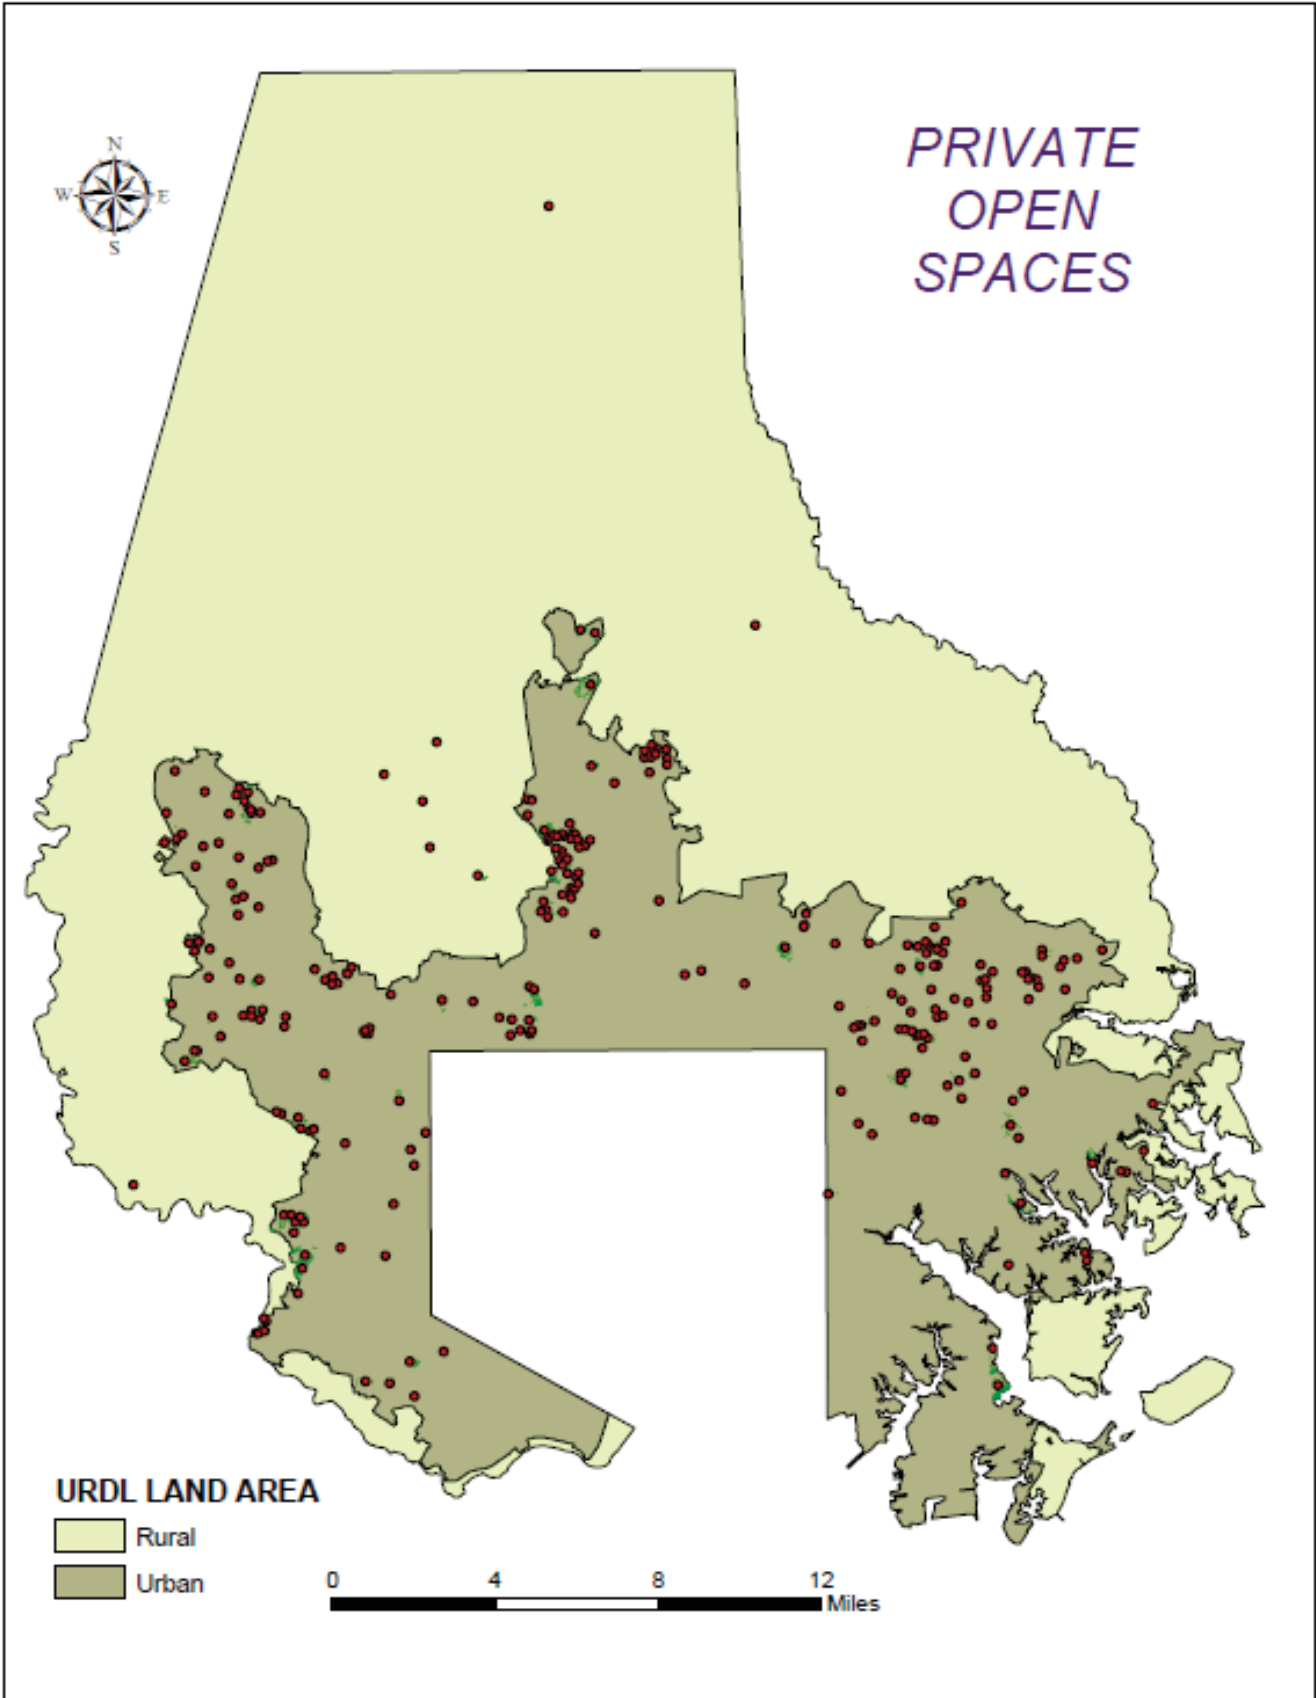 PRIVATE
OPEN
SPACES
N
W E
S
URDL LAND AREA
Rural
Urban
0 4 8 12
Miles